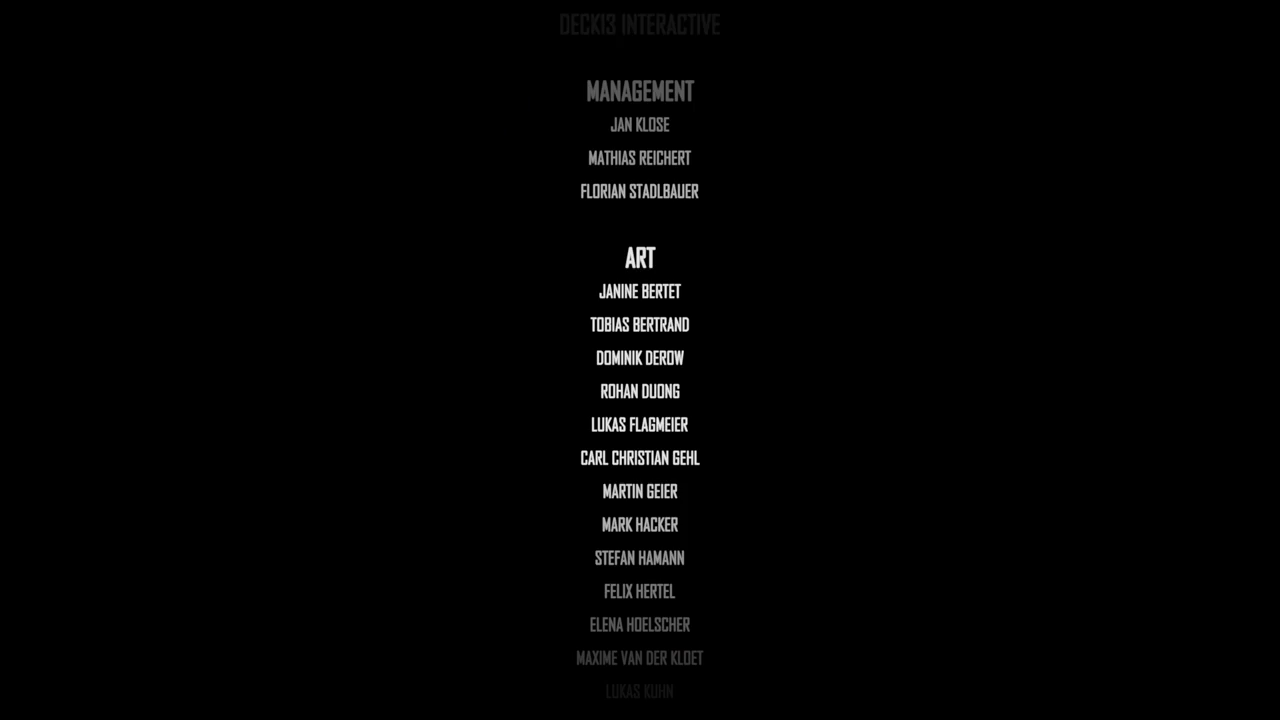 DECK13 INTERACTIVE
MANAGEMENT
JAN KLOSE
MATHIAS REICHERT
FLORIAN STADLBAUER
ART
JANINE BERTET
TOBIAS BERTRAND
DOMINIK DEROW
ROHAN DUONG
LUKAS FLAGMEIER
CARL CHRISTIAN GEHL
MARTIN GEIER
MARK HACKER
STEFAN HAMANN
FELIX HERTEL
ELENA HOELSCHER
MAXIME VAN DER KLOET
LUKAS KUHN